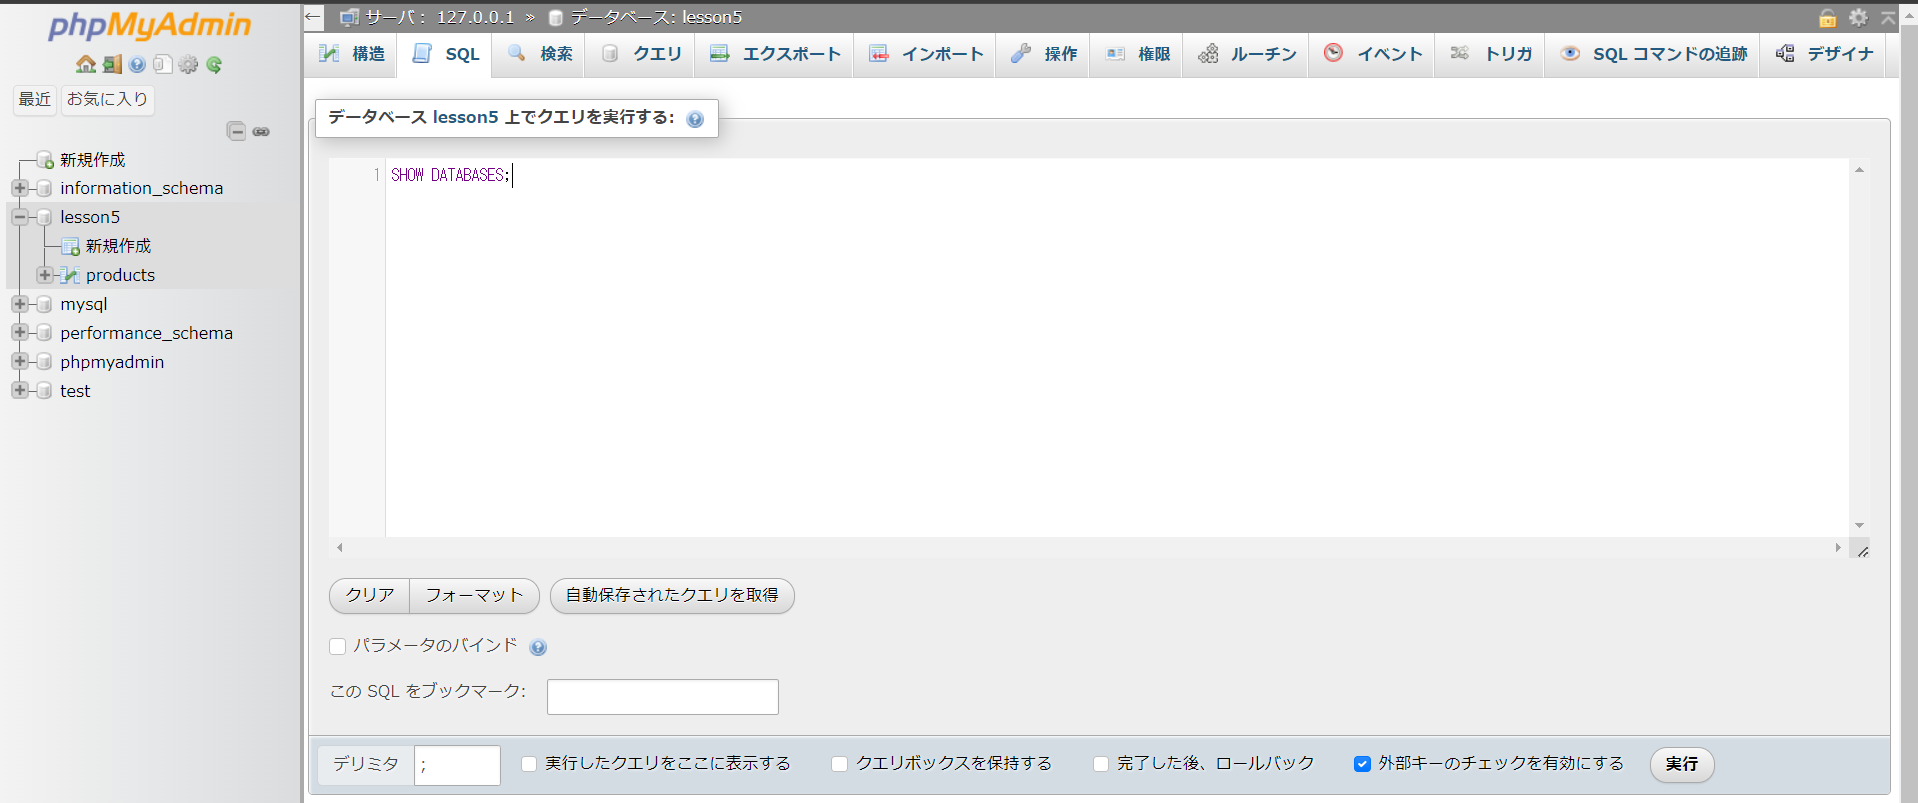 phpMyAdmin
最近 お気に入り
新規作成
information_schema
lesson5
新規作成
products
mysql
performance_schema
phpmyadmin
test
← サーバ： 127.0.0.1 » データベース: lesson5
構造 SQL 検索 クエリ エクスポート インポート 操作 権限 ルーチン イベント トリガ SQL コマンドの追跡 デザイナ
データベース lesson5 上でクエリを実行する:
1 SHOW DATABASES;
クリア フォーマット 自動保存されたクエリを取得
パラメータのバインド
この SQL をブックマーク:
デリミタ ; 実行したクエリをここに表示する クエリボックスを保持する 完了した後、ロールバック 外部キーのチェックを有効にする 実行